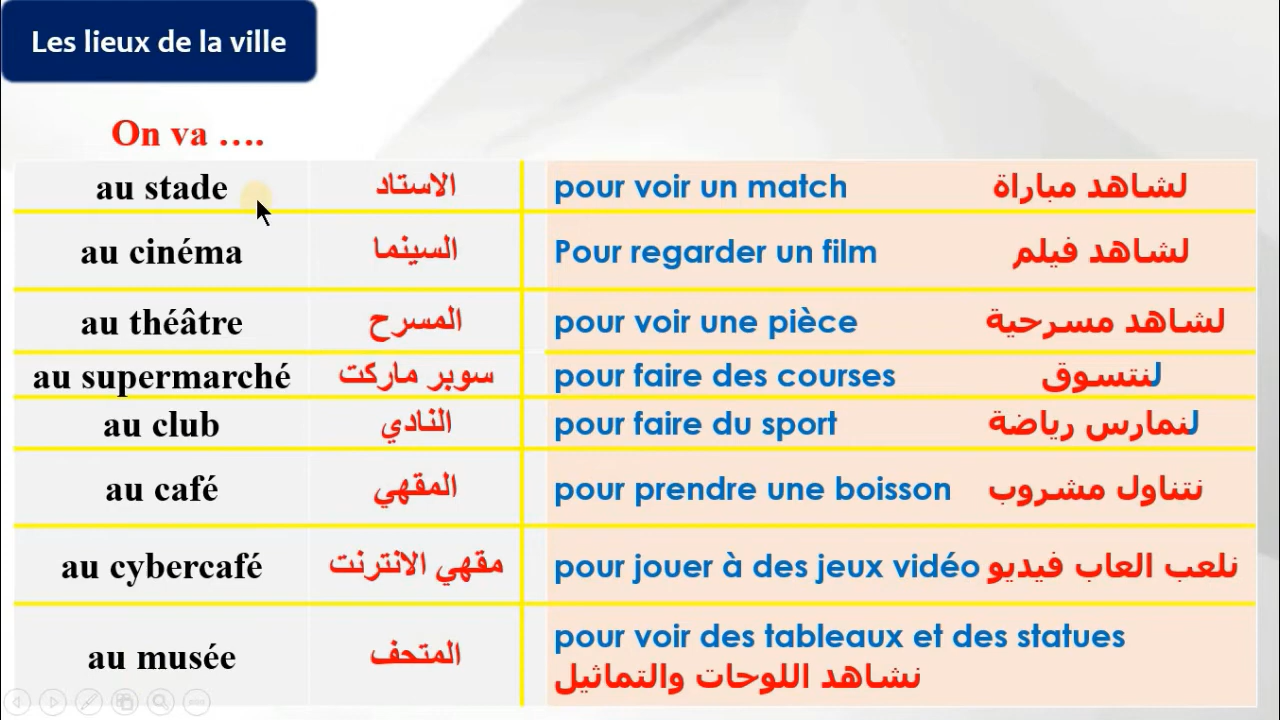 Les lieux de la ville
On va ....
au stade الاستاد pour voir un match لشاهد مباراة
au cinéma السينما Pour regarder un film لشاهد فيلم
au théâtre المسرح pour voir une pièce لشاهد مسرحية
au supermarché سوبر ماركت pour faire des courses لنتسوق
au club النادي pour faire du sport لنمارس رياضة
au café المقهي pour prendre une boisson نتناول مشروب
au cybercafé مقهي الانترنت pour jouer à des jeux vidéo نلعب العاب فيديو
au musée المتحف pour voir des tableaux et des statues
نشاهد اللوحات والتماثيل